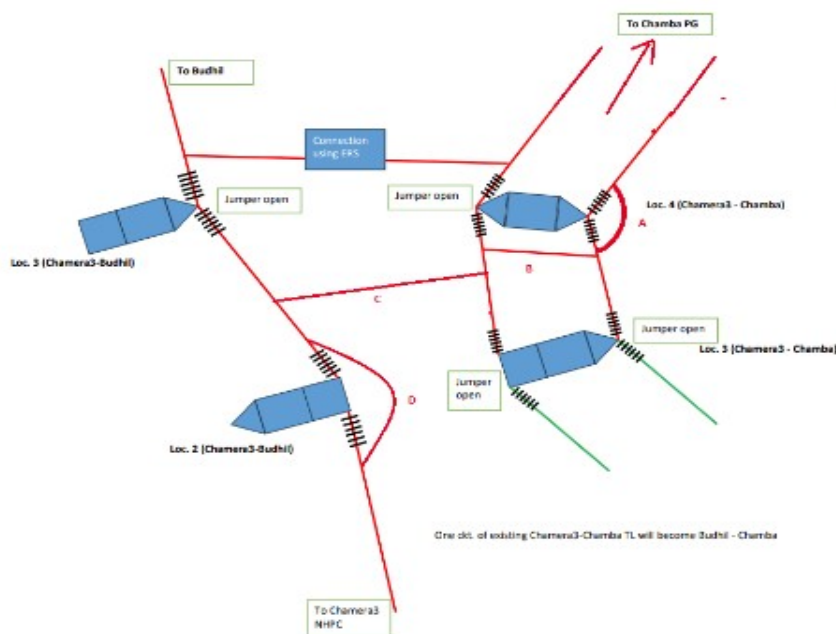 To Chamba PG
To Budhil
Connection
using ERS
Jumper open
Jumper open
Loc. 4 (Chamera3 - Chamba)
A
Loc. 3 (Chamera3-Budhil)
B
C
Jumper open
Loc. 3 (Chamera3 - Chamba)
Jumper
open
D
Loc. 2 (Chamera3-Budhil)
One ckt. of existing Chamera3-Chamba TL will become Budhil - Chamba
To Chamera3
NHPC